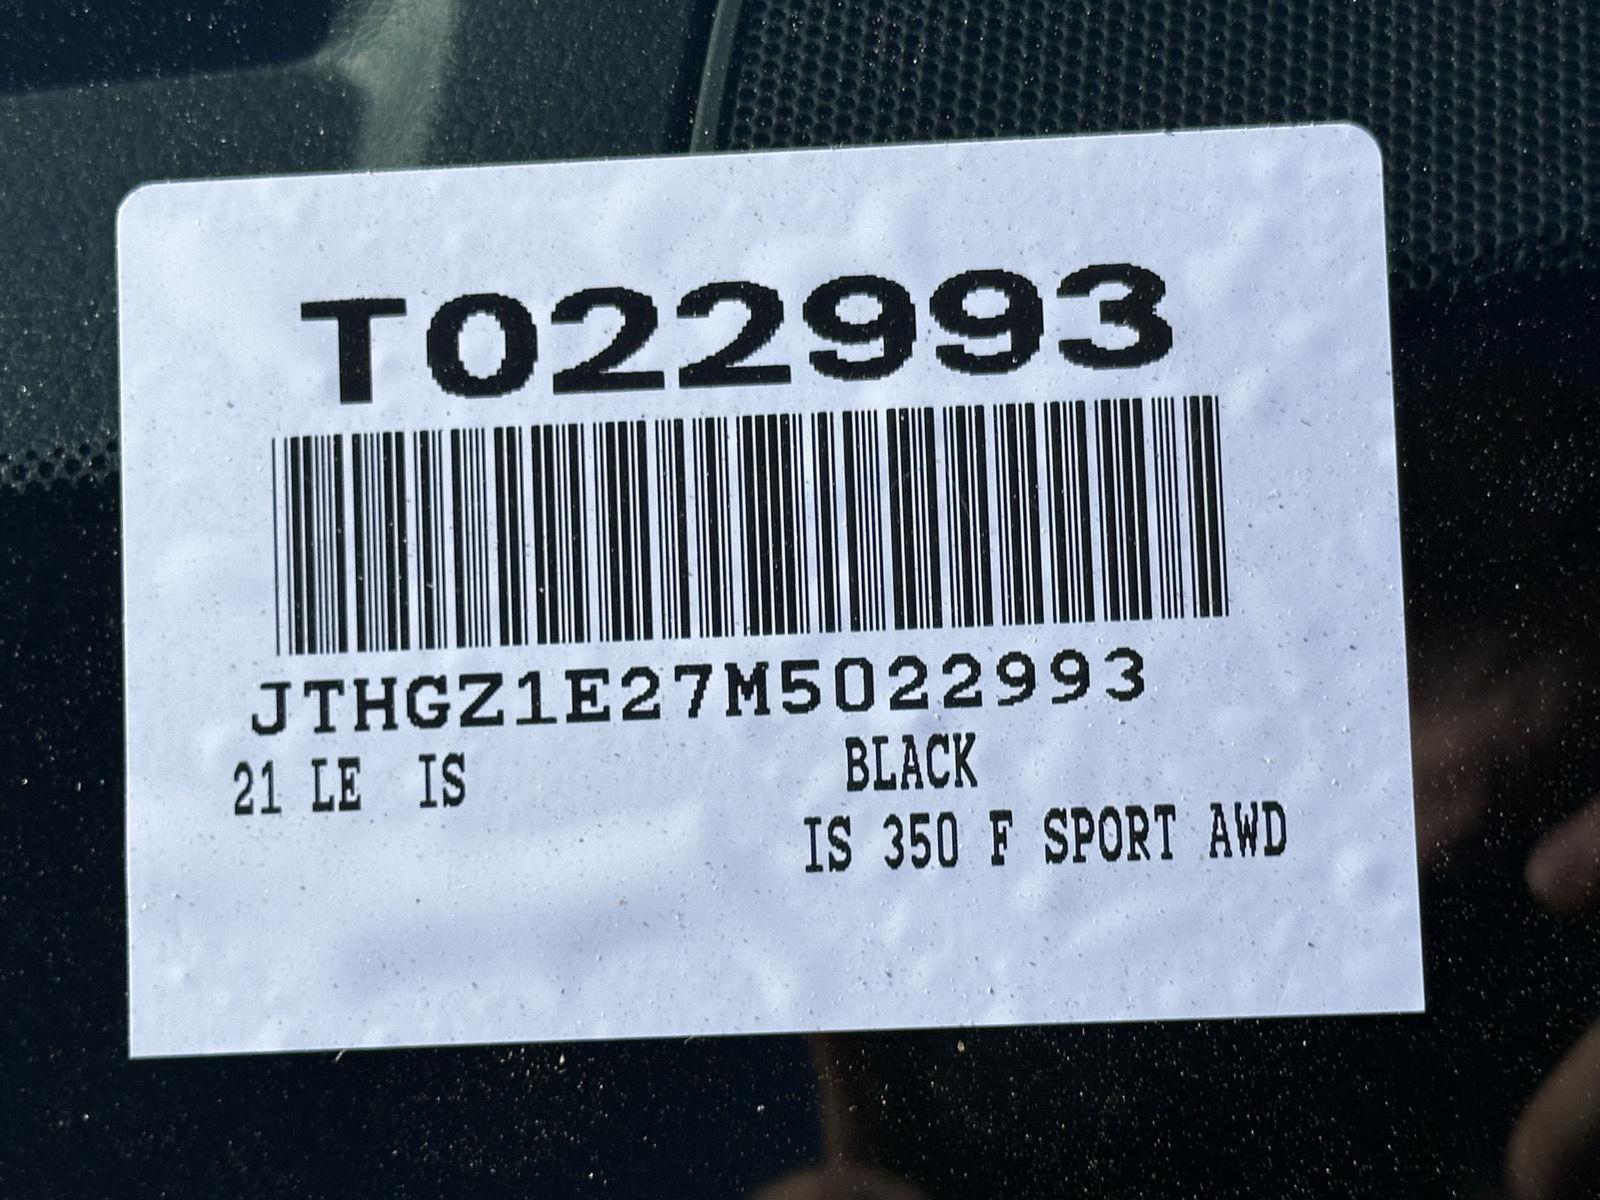 T022993
JTHGZ1E27M5022993
21 LE IS BLACK
IS 350 F SPORT AWD